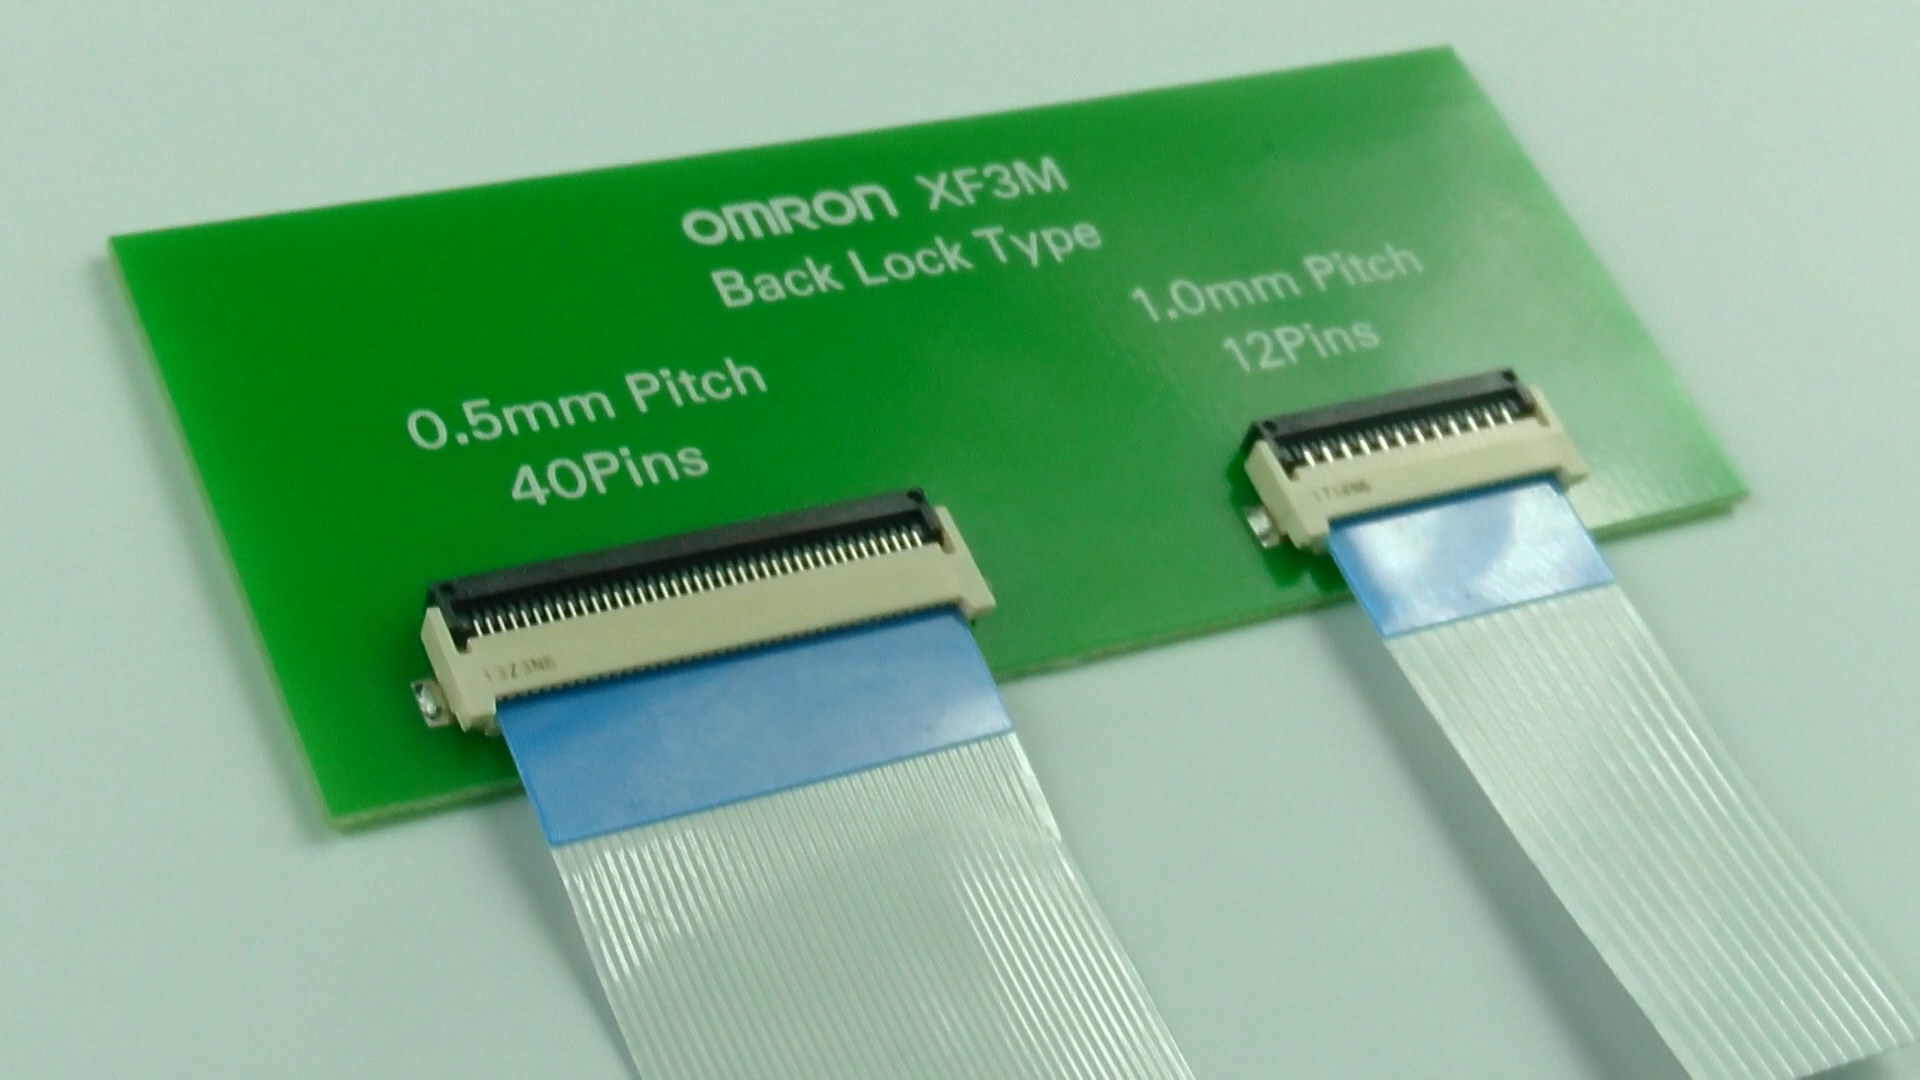 OMRON XF3M
Back Lock Type
0.5mm Pitch
40Pins
1.0mm Pitch
12Pins